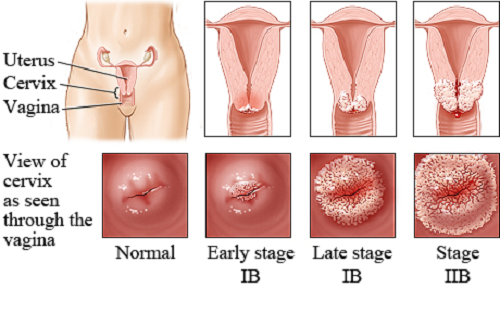 Uterus
Cervix
Vagina
View of
cervix
as seen
through the
vagina
Normal
Early stage
IB
Late stage
IB
Stage
IIB